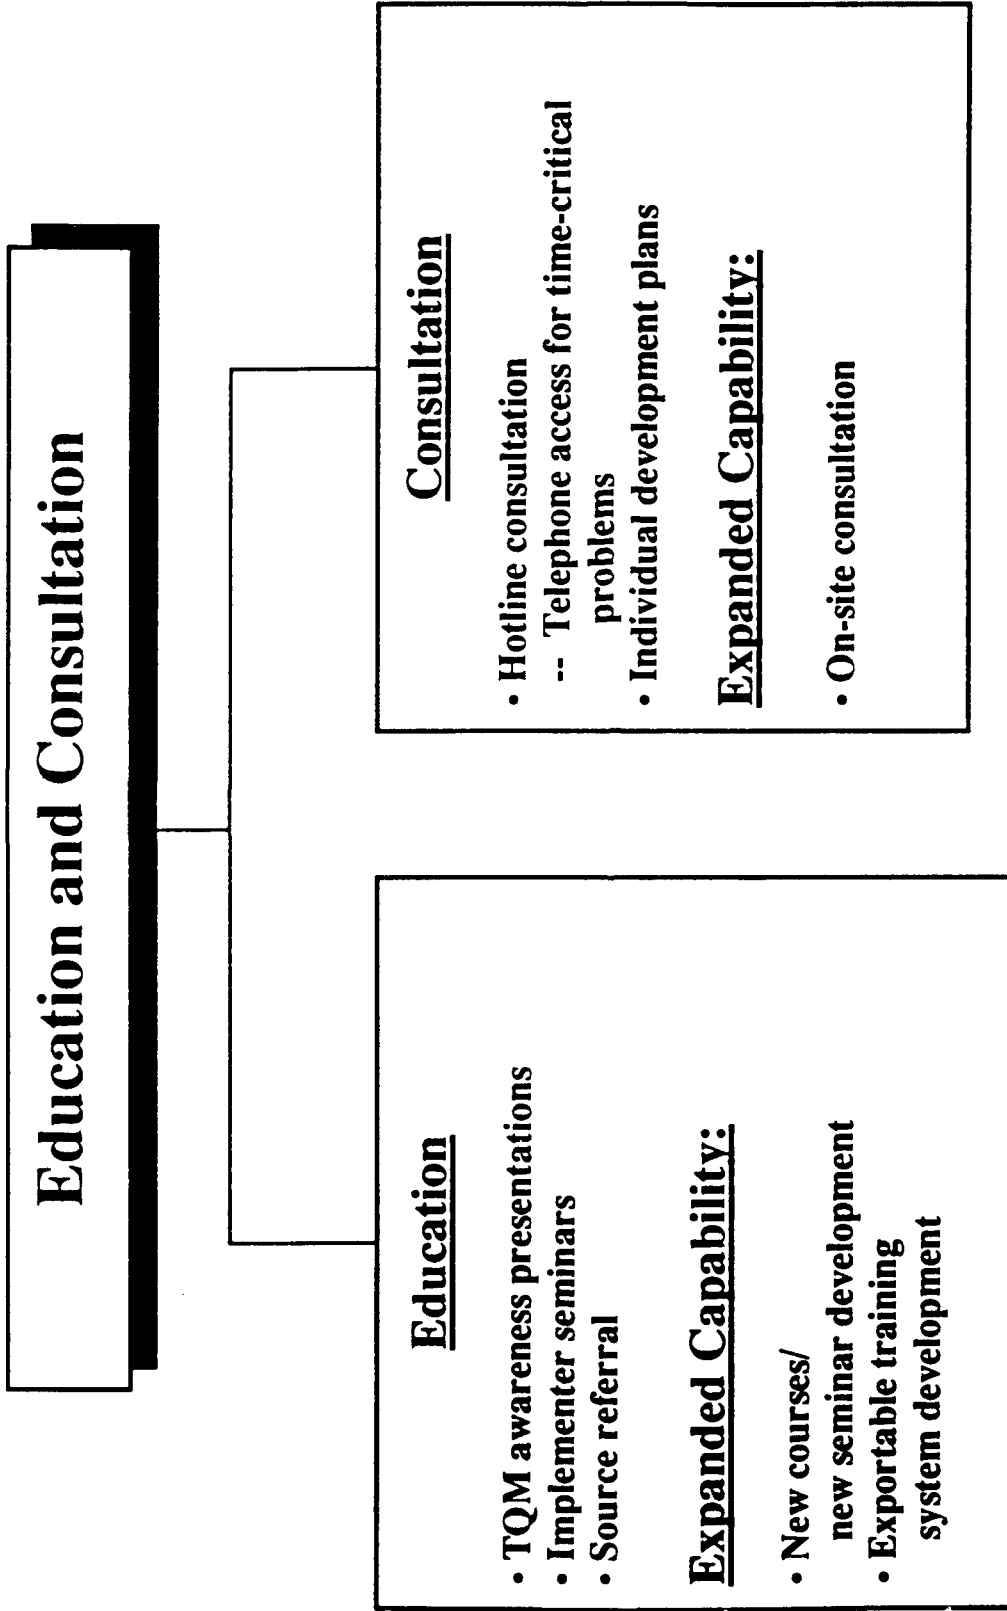 Education and Consultation
Education
• TQM awareness presentations
• Implementer seminars
• Source referral
Expanded Capability:
• New courses/
new seminar development
• Exportable training
system development
Consultation
• Hotline consultation
-- Telephone access for time-critical
problems
• Individual development plans
Expanded Capability:
• On-site consultation